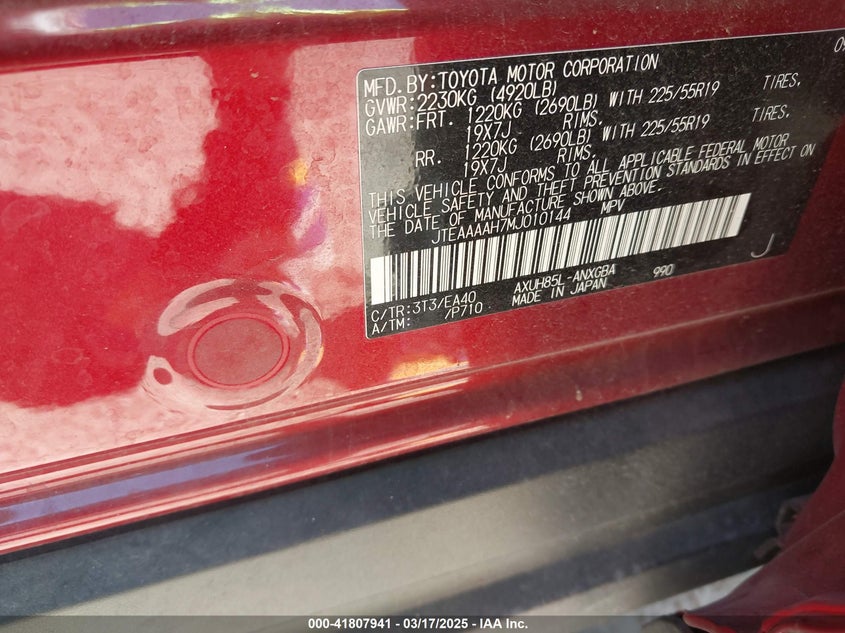 09
MFD.BY:TOYOTA MOTOR CORPORATION
GVWR:2230KG (4920LB)
GAWR:FRT. 1220KG (2690LB) WITH 225/55R19 TIRES,
19X7J RIMS,
RR. 1220KG (2690LB) WITH 225/55R19 TIRES,
19X7J RIMS,
THIS VEHICLE CONFORMS TO ALL APPLICABLE FEDERAL MOTOR
VEHICLE SAFETY AND THEFT PREVENTION STANDARDS IN EFFECT ON
THE DATE OF MANUFACTURE SHOWN ABOVE.
JTEAAAAH7MJ010144 MPV
J
C/TR:3T3/EA40 AXUH85L-ANXGBA 990
A/TM: /P710 MADE IN JAPAN
000-41807941 - 03/17/2025 - IAA Inc.